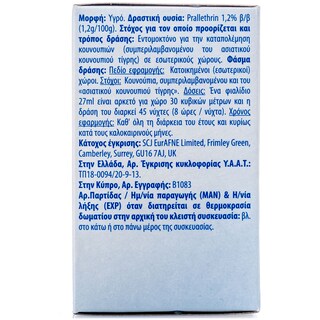 Μορφή: Υγρό. Δραστική ουσία: Prallethrin 1,2% β/β
(1,2g/100g). Στόχος για τον οποίο προορίζεται και
τρόπος δράσης: Εντομοκτόνο για την καταπολέμηση
κουνουπιών (συμπεριλαμβανομένου του ασιατικού
κουνουπιού τίγρης) σε εσωτερικούς χώρους. Φάσμα
δράσης: Πεδίο εφαρμογής: Κατοικημένοι (εσωτερικοί)
χώροι. Στόχοι: Κουνούπια, συμπεριλαμβανομένου του
«ασιατικού κουνουπιού τίγρης». Δόσεις: Ένα φιαλίδιο
27ml είναι αρκετό για χώρο 30 κυβικών μέτρων και η
δράση του διαρκεί 45 νύχτες (8 ώρες / νύχτα). Χρόνος
εφαρμογής: Καθ' όλη τη διάρκεια του έτους και κυρίως
κατά τους καλοκαιρινούς μήνες.
Κάτοχος έγκρισης: SCJ EurAFNE Limited, Frimley Green,
Camberley, Surrey, GU16 7AJ, UK
Στην Ελλάδα, Αρ. Έγκρισης κυκλοφορίας Υ.Α.Τ.:
ΤΠ18-0094/20-9-13.
Στην Κύπρο, Αρ. Εγγραφής: B1083
Αρ.Παρτίδας / Ημ/νία παραγωγής (MAN) & Η/νία
λήξης (EXP) όταν διατηρείται σε θερμοκρασία
δωματίου στην αρχική του κλειστή συσκευασία: βλ.
στο κάτω ή στο πάνω μέρος της συσκευασίας.